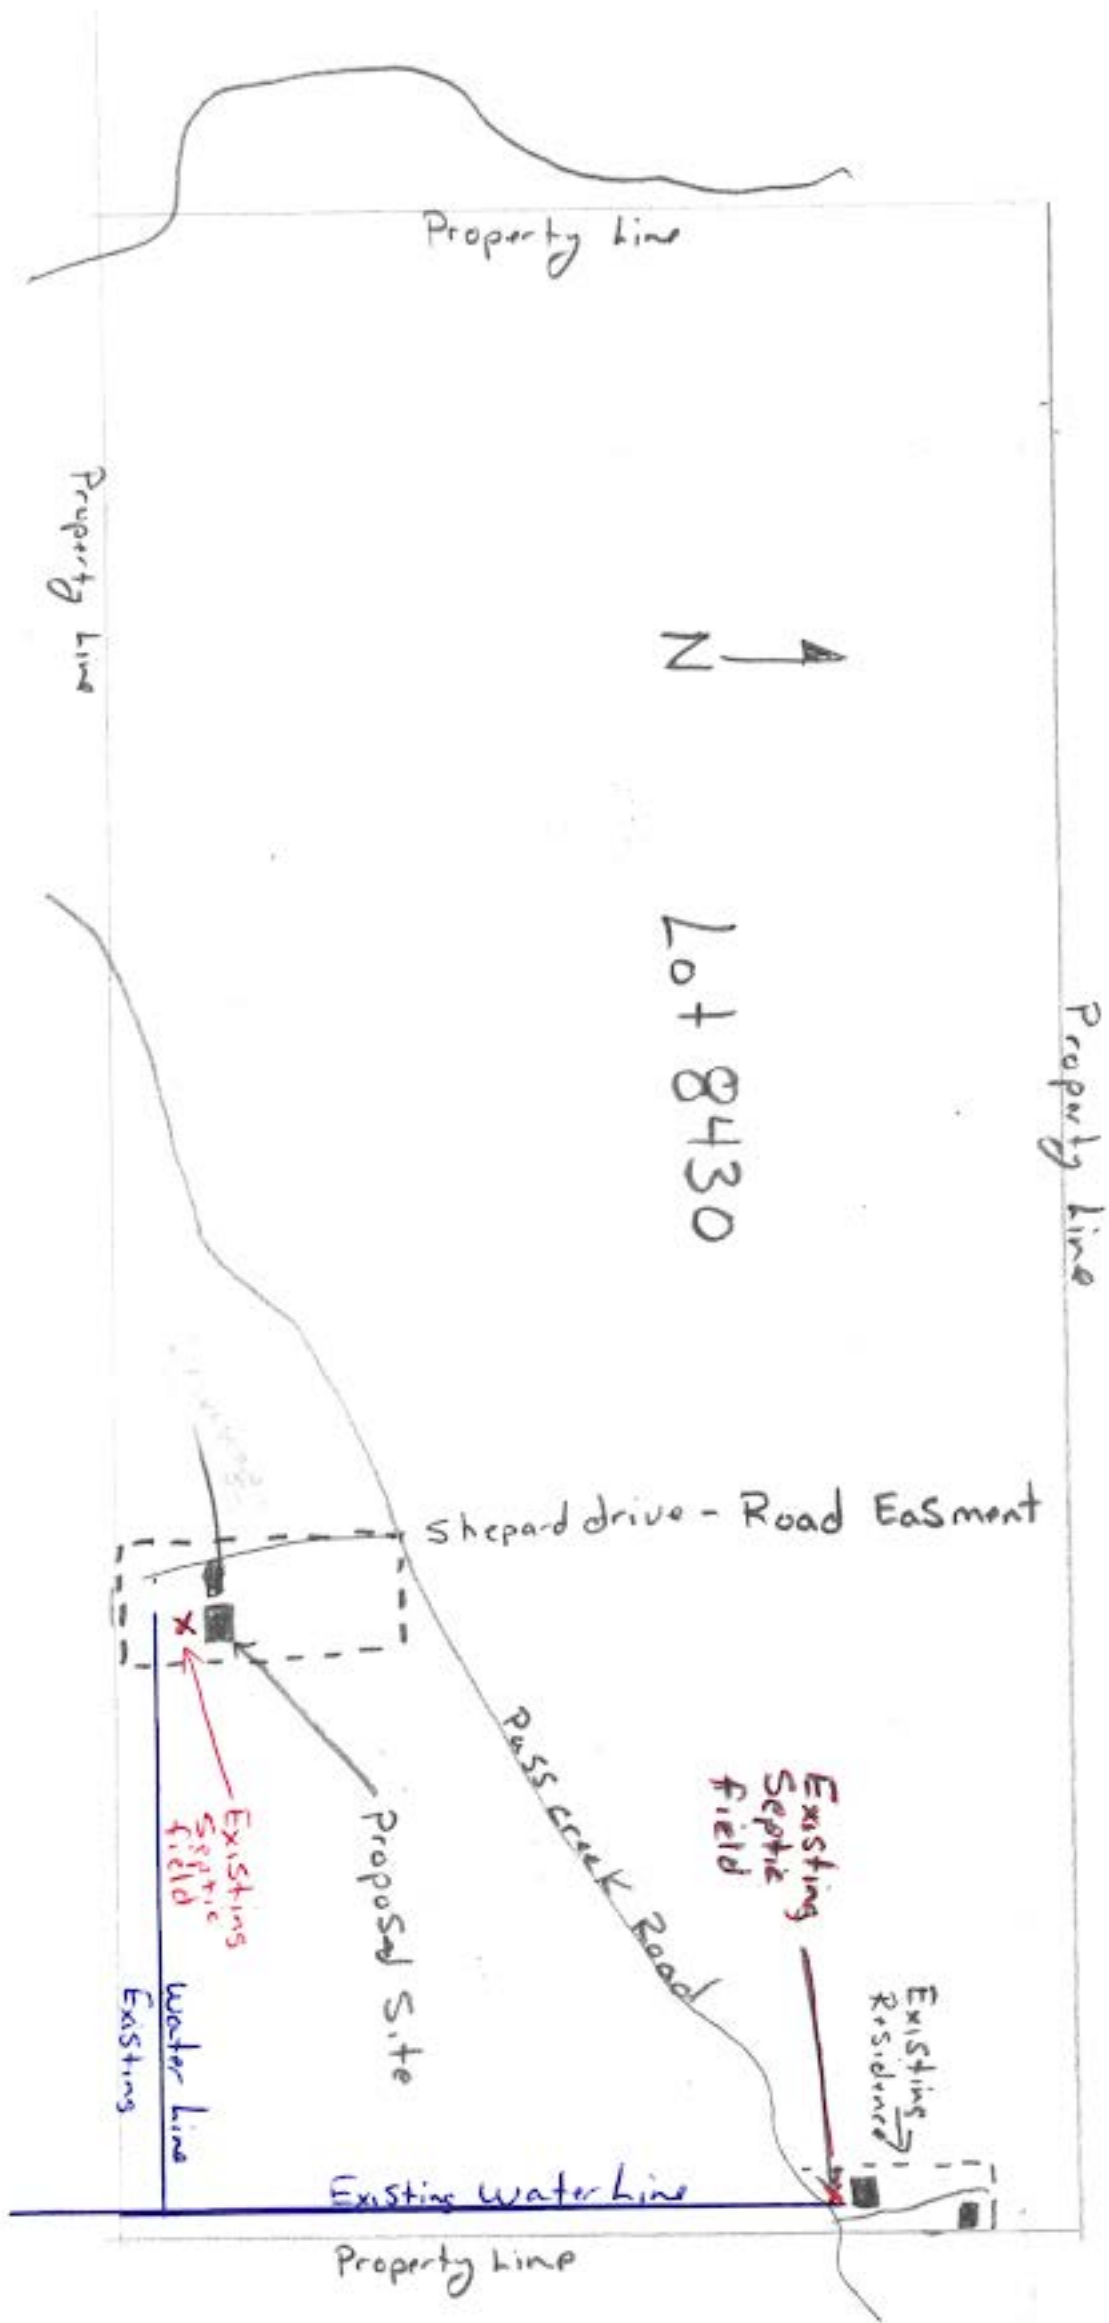 Property Line
Property Line
N
Lot 8430
Property Line
Shepard drive - Road Easment
Pass creek Road
Existing
Septic
field
Existing
Residence
Proposed Site
Existing
Septic
field
Water Line
Existing
Existing Water Line
Property Line